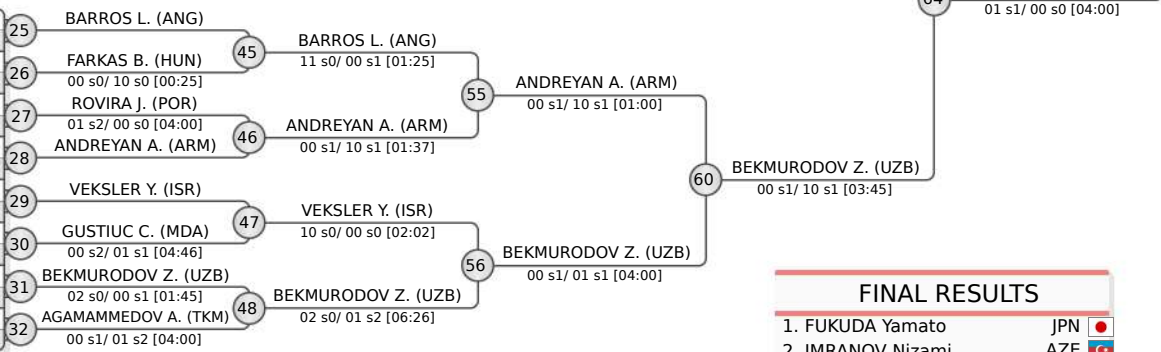 25
BARROS L. (ANG)
26
FARKAS B. (HUN)
00 s0/ 10 s0 [00:25]
27
ROVIRA J. (POR)
01 s2/ 00 s0 [04:00]
28
ANDREYAN A. (ARM)
29
VEKSLER Y. (ISR)
30
GUSTIUC C. (MDA)
00 s2/ 01 s1 [04:46]
31
BEKMURODOV Z. (UZB)
02 s0/ 00 s1 [01:45]
32
AGAMAMMEDOV A. (TKM)
00 s1/ 01 s2 [04:00]
45
BARROS L. (ANG)
11 s0/ 00 s1 [01:25]
46
ANDREYAN A. (ARM)
00 s1/ 10 s1 [01:37]
47
VEKSLER Y. (ISR)
10 s0/ 00 s0 [02:02]
48
BEKMURODOV Z. (UZB)
02 s0/ 01 s2 [06:26]
55
ANDREYAN A. (ARM)
00 s1/ 10 s1 [01:00]
56
BEKMURODOV Z. (UZB)
00 s1/ 01 s1 [04:00]
60
BEKMURODOV Z. (UZB)
00 s1/ 10 s1 [03:45]
01 s1/ 00 s0 [04:00]
FINAL RESULTS
1. FUKUDA Yamato JPN
2. IMRANOV Nizami AZE